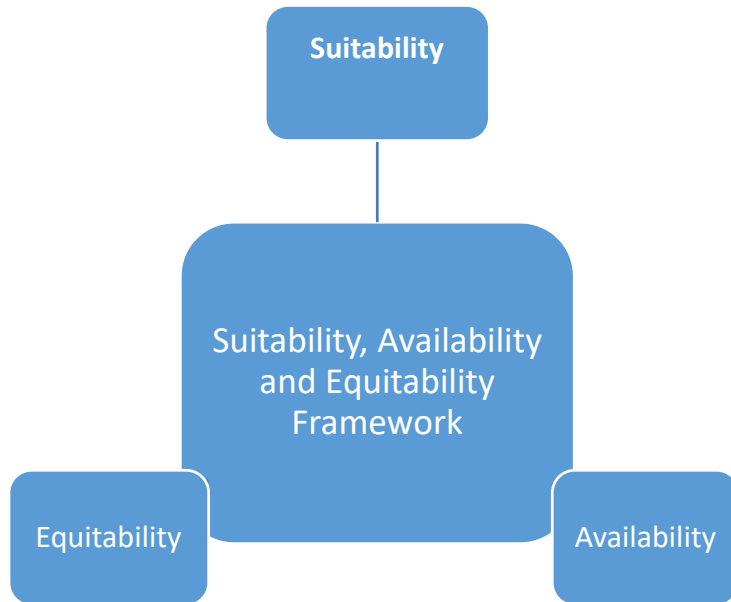 Suitability
Suitability, Availability
and Equitability
Framework
Equitability
Availability